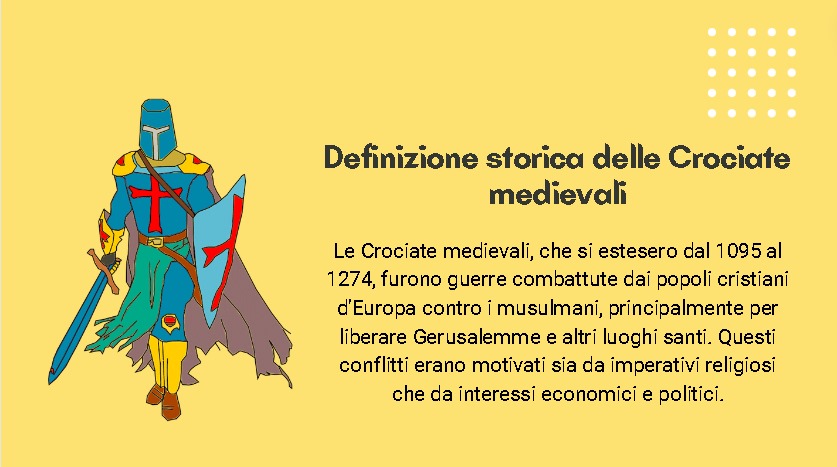 Definizione storica delle Crociate
medievali
Le Crociate medievali, che si estesero dal 1095 al
1274, furono guerre combattute dai popoli cristiani
d'Europa contro i musulmani, principalmente per
liberare Gerusalemme e altri luoghi santi. Questi
conflitti erano motivati sia da imperativi religiosi
che da interessi economici e politici.